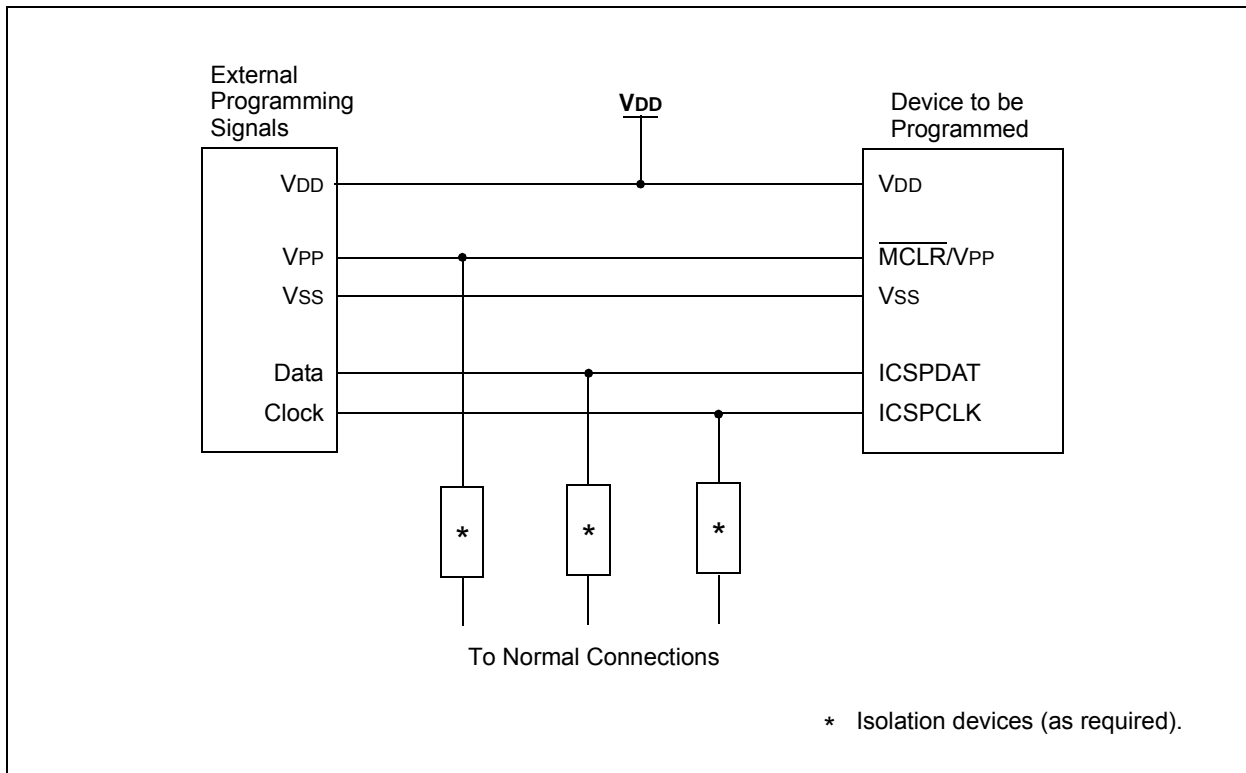 External
Programming
Signals
VDD
Device to be
Programmed
VDD
VDD
VPP
MCLR/VPP
VSS
VSS
Data
ICSPDAT
Clock
ICSPCLK
*
*
*
To Normal Connections
* Isolation devices (as required).